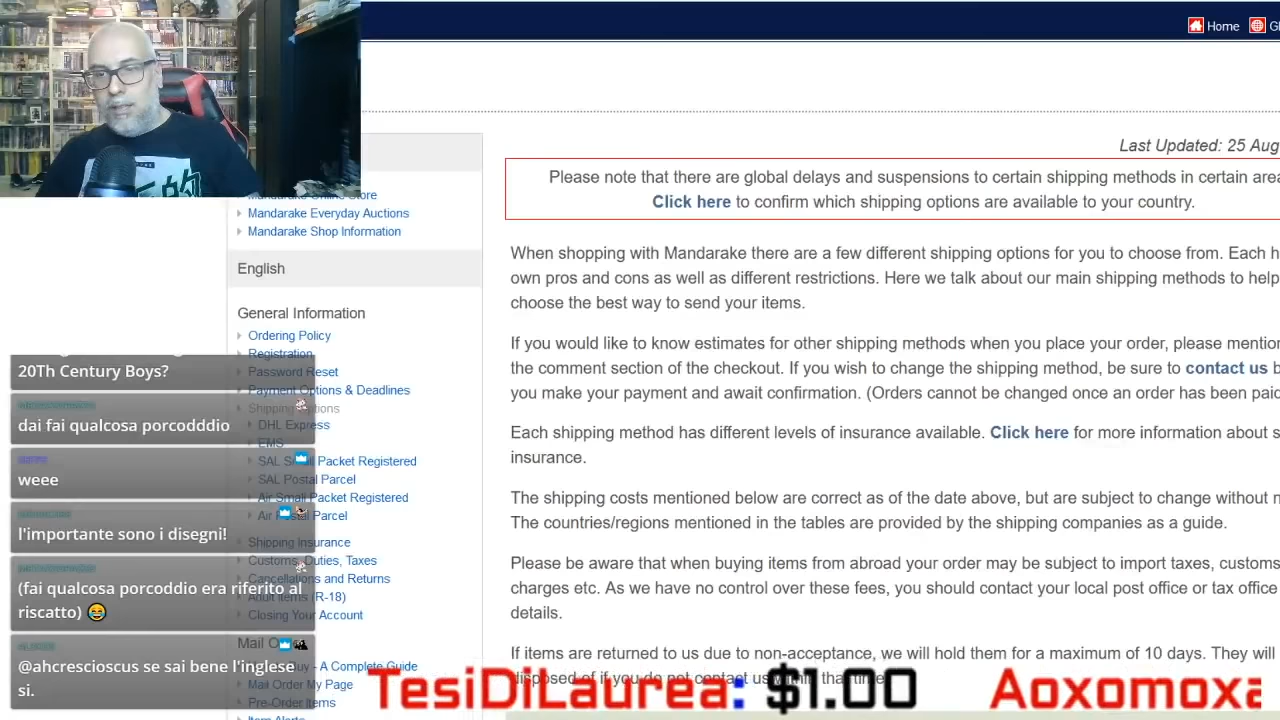 Home
Last Updated: 25 Aug
Please note that there are global delays and suspensions to certain shipping methods in certain area
Click here to confirm which shipping options are available to your country.
Mandarake Online Store
Mandarake Everyday Auctions
Mandarake Shop Information
English
General Information
Ordering Policy
Registration
Password Reset
Payment Options & Deadlines
Shipping Options
DHL Express
EMS
SAL Small Packet Registered
SAL Postal Parcel
Air Small Packet Registered
Air Postal Parcel
Shipping Insurance
Customs, Duties, Taxes
Cancellations and Returns
Adult Items (R-18)
Closing Your Account
Mail O
- A Complete Guide
Mail Order My Page
Pre-Order Items
Item Alerts
When shopping with Mandarake there are a few different shipping options for you to choose from. Each h
own pros and cons as well as different restrictions. Here we talk about our main shipping methods to help
choose the best way to send your items.
If you would like to know estimates for other shipping methods when you place your order, please mention
the comment section of the checkout. If you wish to change the shipping method, be sure to contact us b
you make your payment and await confirmation. (Orders cannot be changed once an order has been paid
Each shipping method has different levels of insurance available. Click here for more information about s
insurance.
The shipping costs mentioned below are correct as of the date above, but are subject to change without n
The countries/regions mentioned in the tables are provided by the shipping companies as a guide.
Please be aware that when buying items from abroad your order may be subject to import taxes, customs
charges etc. As we have no control over these fees, you should contact your local post office or tax office
details.
If items are returned to us due to non-acceptance, we will hold them for a maximum of 10 days. They will
disposed of if you do not contact us within that time.
20Th Century Boys?
dai fai qualcosa porcodddio
weee
l'importante sono i disegni!
(fai qualcosa porcoddio era riferito al
riscatto) 😂
@ahcrescioscus se sai bene l'inglese
si.
TesiDiLaurea: $1.00